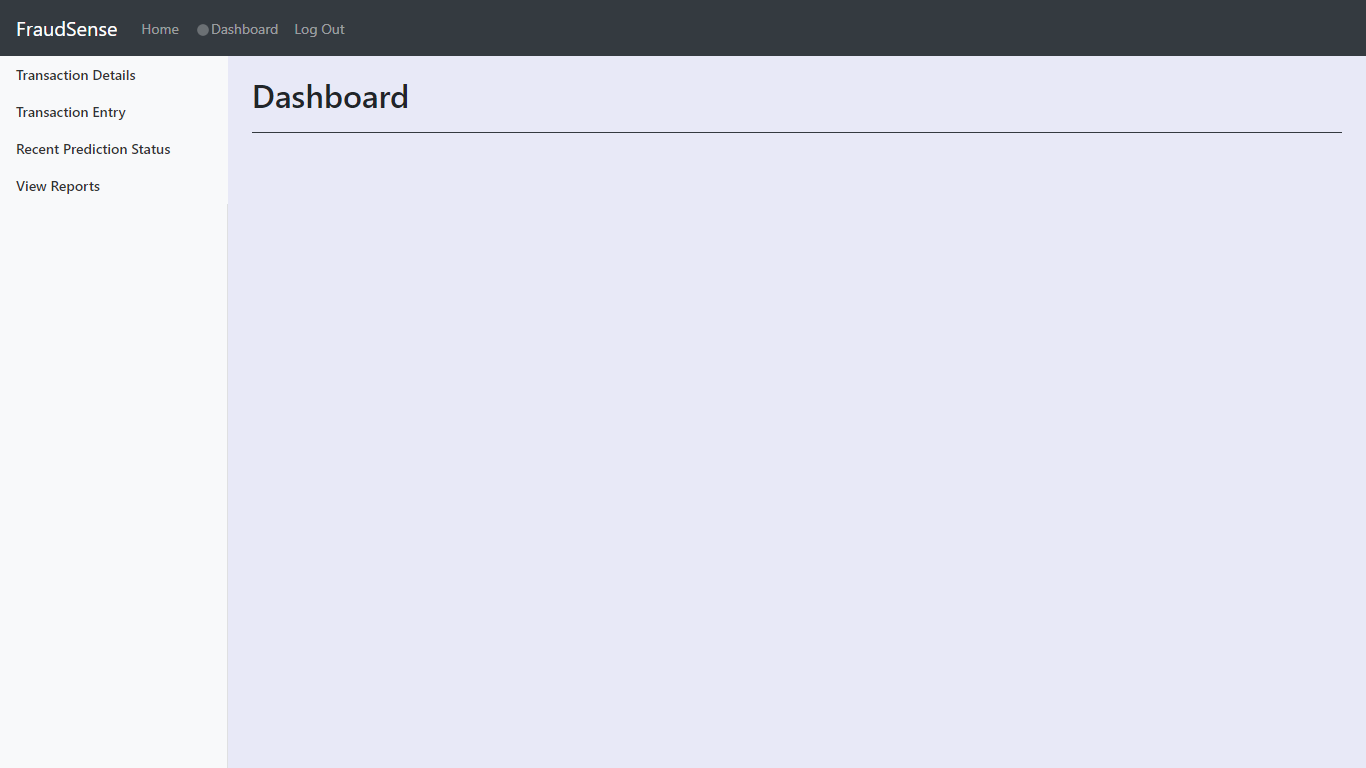 FraudSense Home Dashboard Log Out
Transaction Details
Transaction Entry
Recent Prediction Status
View Reports
Dashboard